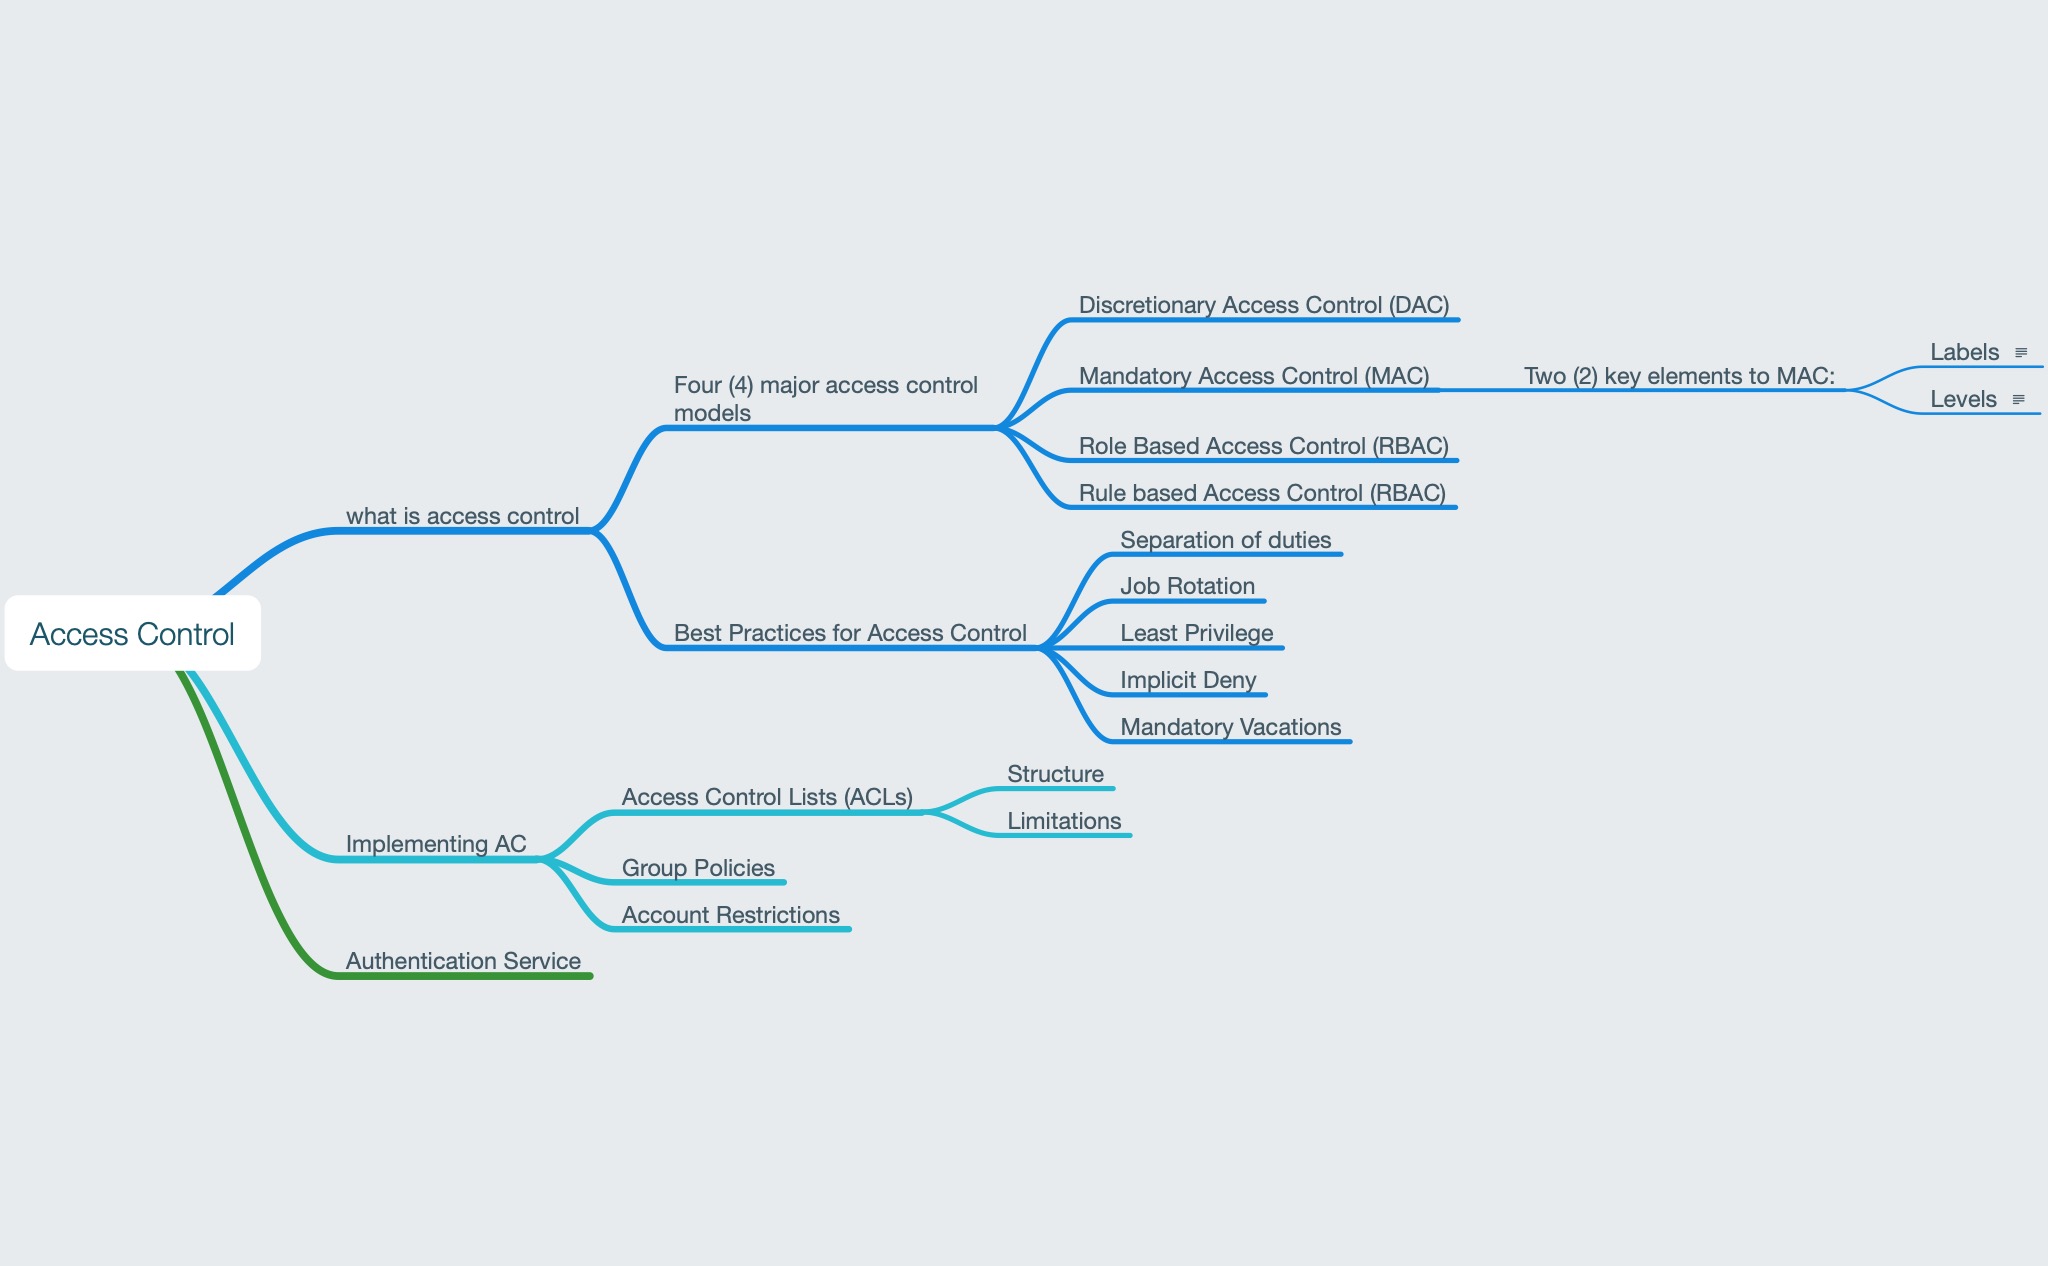 Access Control
what is access control
Four (4) major access control
models
Discretionary Access Control (DAC)
Mandatory Access Control (MAC)
Two (2) key elements to MAC:
Labels
Levels
Role Based Access Control (RBAC)
Rule based Access Control (RBAC)
Best Practices for Access Control
Separation of duties
Job Rotation
Least Privilege
Implicit Deny
Mandatory Vacations
Implementing AC
Access Control Lists (ACLs)
Structure
Limitations
Group Policies
Account Restrictions
Authentication Service